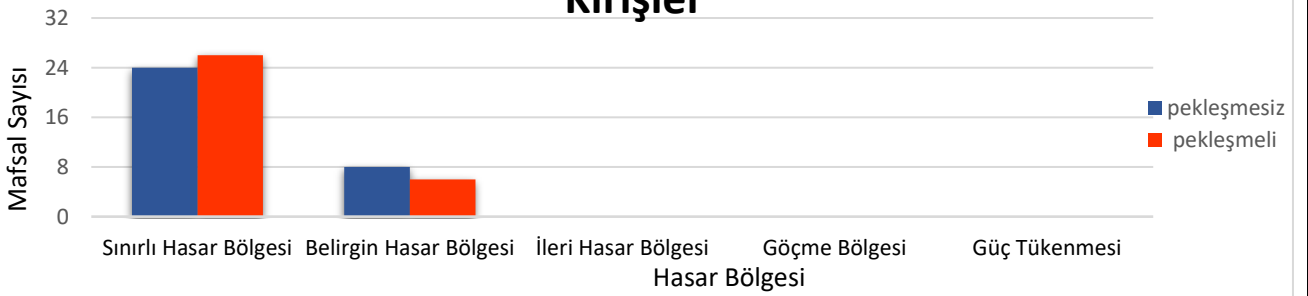 Kirişler
32
24
16
8
0
Mafsal Sayısı
Sınırlı Hasar Bölgesi
Belirgin Hasar Bölgesi
İleri Hasar Bölgesi
Göçme Bölgesi
Güç Tükenmesi
Hasar Bölgesi
pekleşmesiz
pekleşmeli